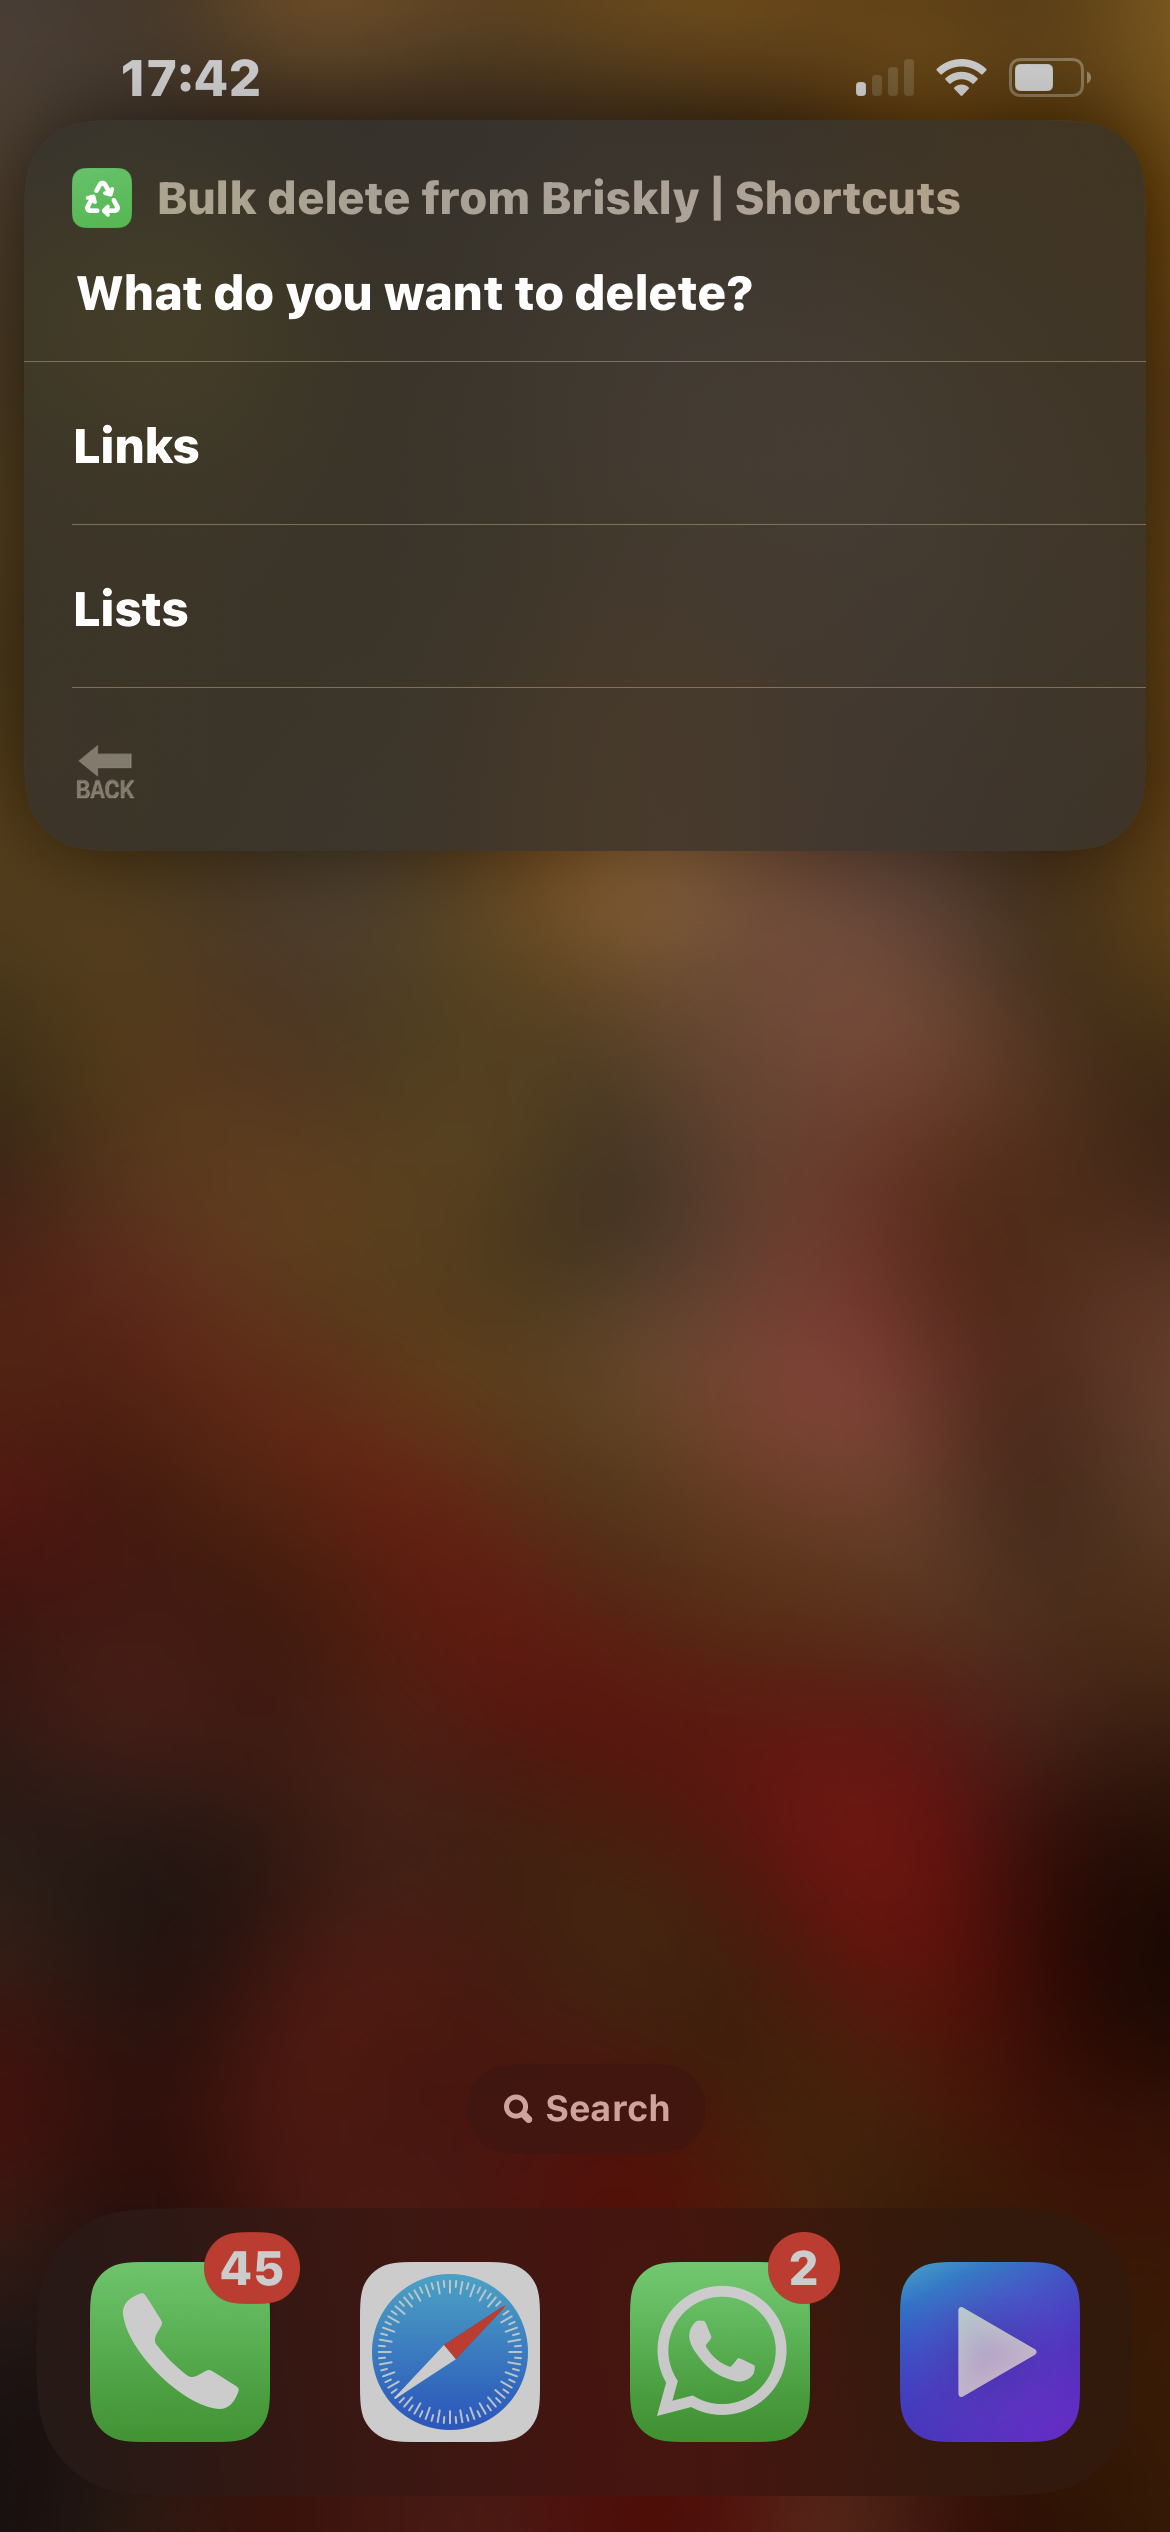 17:42
Bulk delete from Briskly | Shortcuts
What do you want to delete?
Links
Lists
BACK
Search
45
2